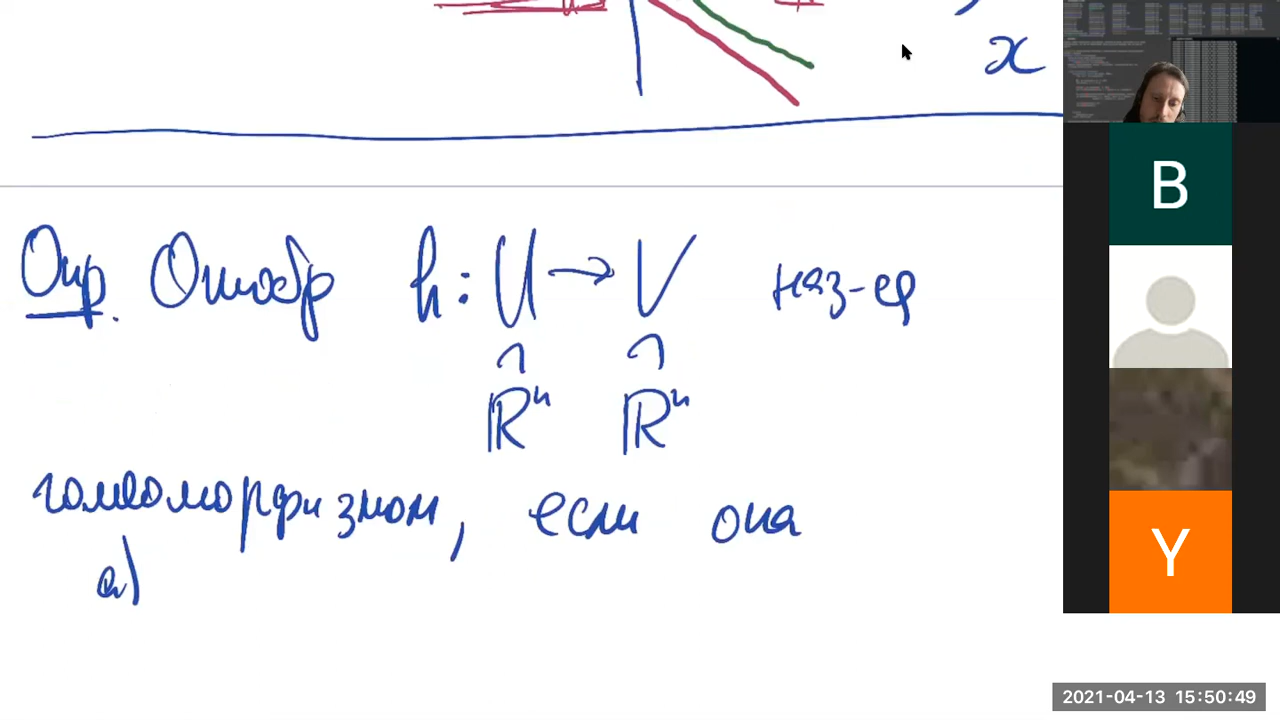 x
Опр. Отобр h: U → V наз-ся
∩ ∩
ℝⁿ ℝⁿ
гомеоморфизмом, если она
а)
B
Y
2021-04-13 15:50:49